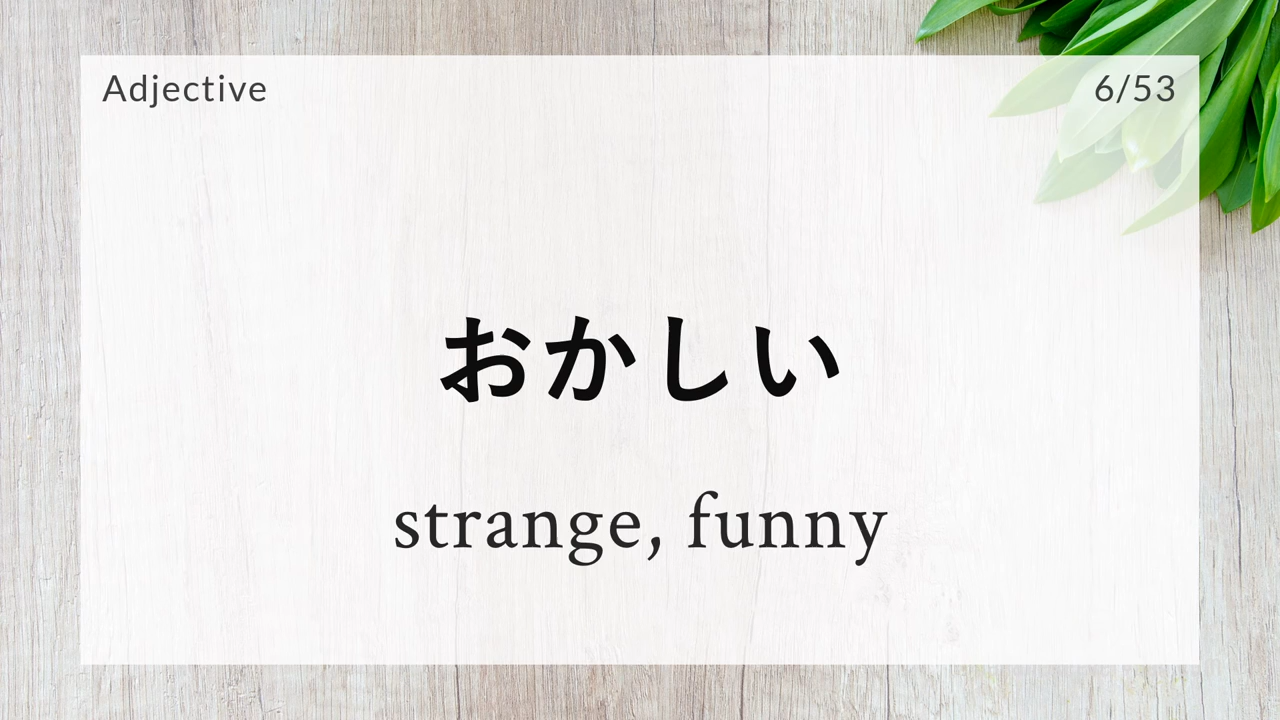 Adjective
6/53
おかしい
strange, funny